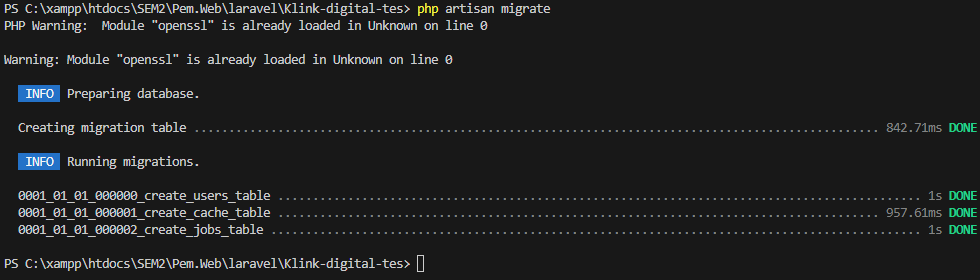 PS C:\xampp\htdocs\SEM2\Pem.Web\laravel\Klink-digital-tes> php artisan migrate
PHP Warning:  Module "openssl" is already loaded in Unknown on line 0
Warning: Module "openssl" is already loaded in Unknown on line 0
INFO  Preparing database.
Creating migration table ........................................................................................................ 842.71ms DONE
INFO  Running migrations.
0001_01_01_000000_create_users_table ................................................................................................... 1s DONE
0001_01_01_000001_create_cache_table ............................................................................................ 957.61ms DONE
0001_01_01_000002_create_jobs_table .................................................................................................... 1s DONE
PS C:\xampp\htdocs\SEM2\Pem.Web\laravel\Klink-digital-tes>